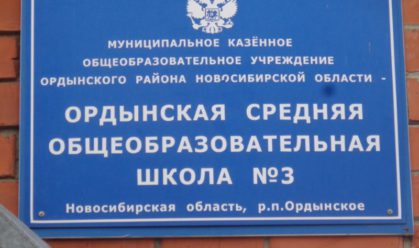 МУНИЦИПАЛЬНОЕ КАЗЁННОЕ
ОБЩЕОБРАЗОВАТЕЛЬНОЕ УЧРЕЖДЕНИЕ
ОРДЫНСКОГО РАЙОНА НОВОСИБИРСКОЙ ОБЛАСТИ -
ОРДЫНСКАЯ СРЕДНЯЯ
ОБЩЕОБРАЗОВАТЕЛЬНАЯ
ШКОЛА №3
Новосибирская область, р.п.Ордынское